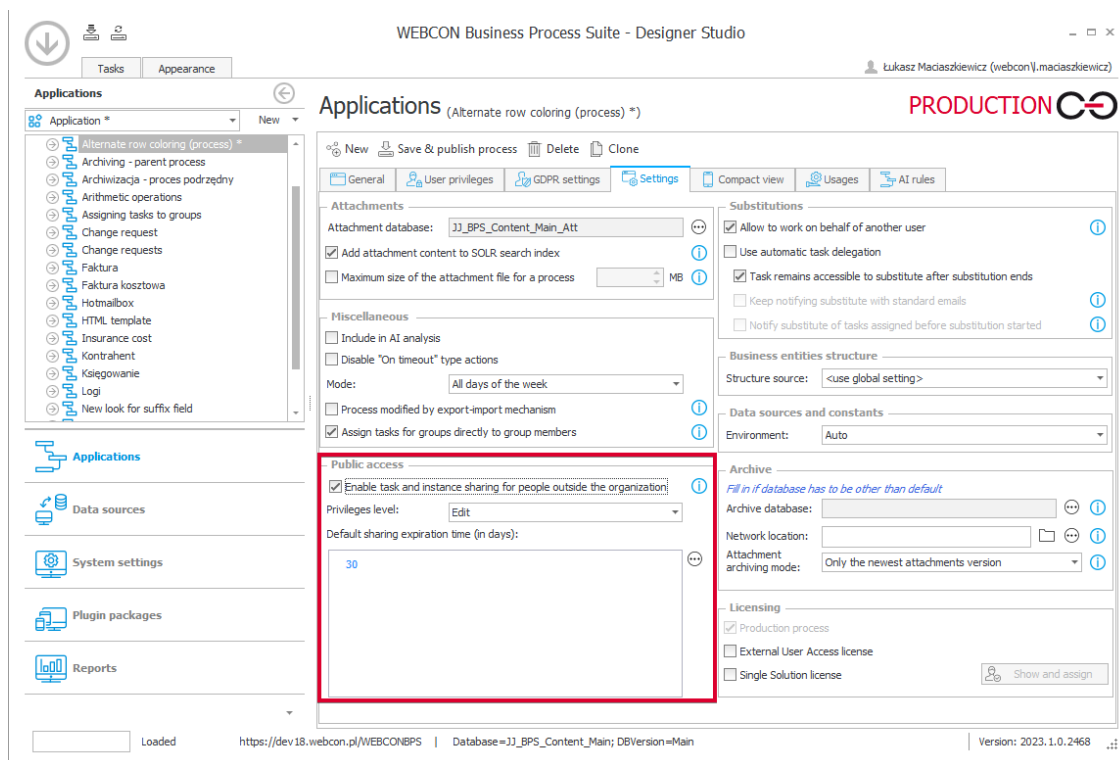 WEBCON Business Process Suite - Designer Studio
Tasks
Appearance
Łukasz Maciaszkiewicz (webcon\l.maciaszkiewicz)
Applications
Application *
New
Alternate row coloring (process) *
Archiving - parent process
Archiwizacja - proces podrzędny
Arithmetic operations
Assigning tasks to groups
Change request
Change requests
Faktura
Faktura kosztowa
Hotmailbox
HTML template
Insurance cost
Kontrahent
Księgowanie
Logi
New look for suffix field
Applications
Data sources
System settings
Plugin packages
Reports
Applications (Alternate row coloring (process) *)
PRODUCTION
New Save & publish process Delete Clone
General User privileges GDPR settings Settings Compact view Usages AI rules
Attachments
Attachment database: JJ_BPS_Content_Main_Att
Add attachment content to SOLR search index
Maximum size of the attachment file for a process MB
Miscellaneous
Include in AI analysis
Disable "On timeout" type actions
Mode: All days of the week
Process modified by export-import mechanism
Assign tasks for groups directly to group members
Public access
Enable task and instance sharing for people outside the organization
Privileges level: Edit
Default sharing expiration time (in days):
30
Substitutions
Allow to work on behalf of another user
Use automatic task delegation
Task remains accessible to substitute after substitution ends
Keep notifying substitute with standard emails
Notify substitute of tasks assigned before substitution started
Business entities structure
Structure source: <use global setting>
Data sources and constants
Environment: Auto
Archive
Fill in if database has to be other than default
Archive database:
Network location:
Attachment
archiving mode: Only the newest attachments version
Licensing
Production process
External User Access license
Single Solution license
Show and assign
Loaded
https://dev18.webcon.pl/WEBCONBPS | Database=JJ_BPS_Content_Main; DBVersion=Main
Version: 2023.1.0.2468